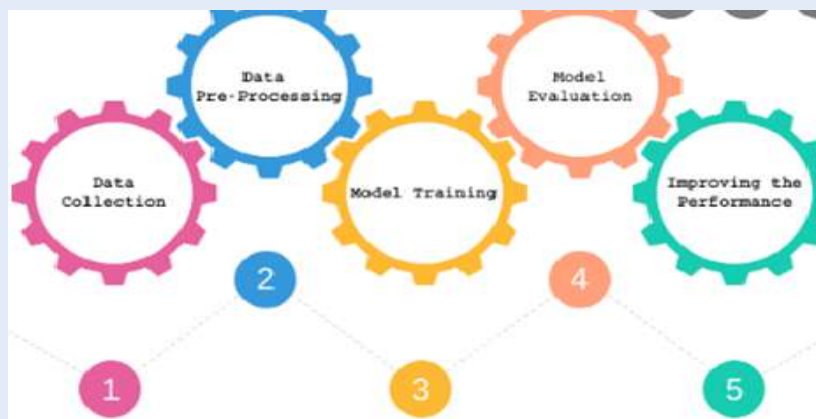 Data
Collection
Data
Pre-Processing
Model Training
Model
Evaluation
Improving the
Performance
1
2
3
4
5